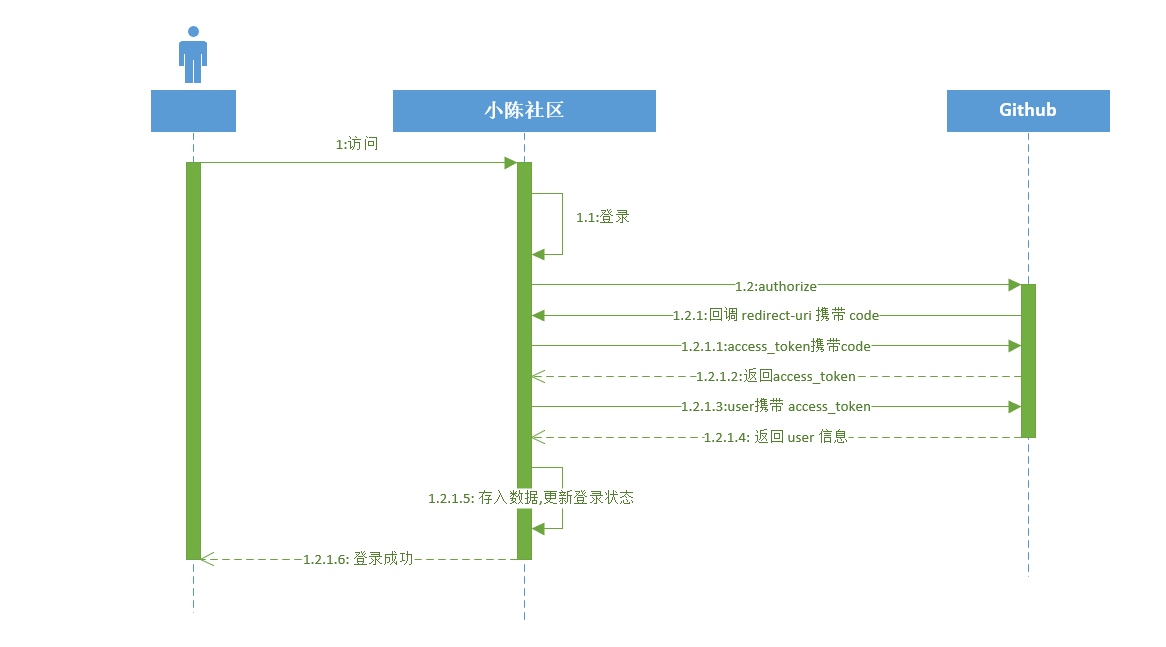 小陈社区
Github
1:访问
1.1:登录
1.2:authorize
1.2.1:回调 redirect-uri 携带 code
1.2.1.1:access_token携带code
1.2.1.2:返回access_token
1.2.1.3:user携带 access_token
1.2.1.4: 返回 user 信息
1.2.1.5: 存入数据,更新登录状态
1.2.1.6: 登录成功